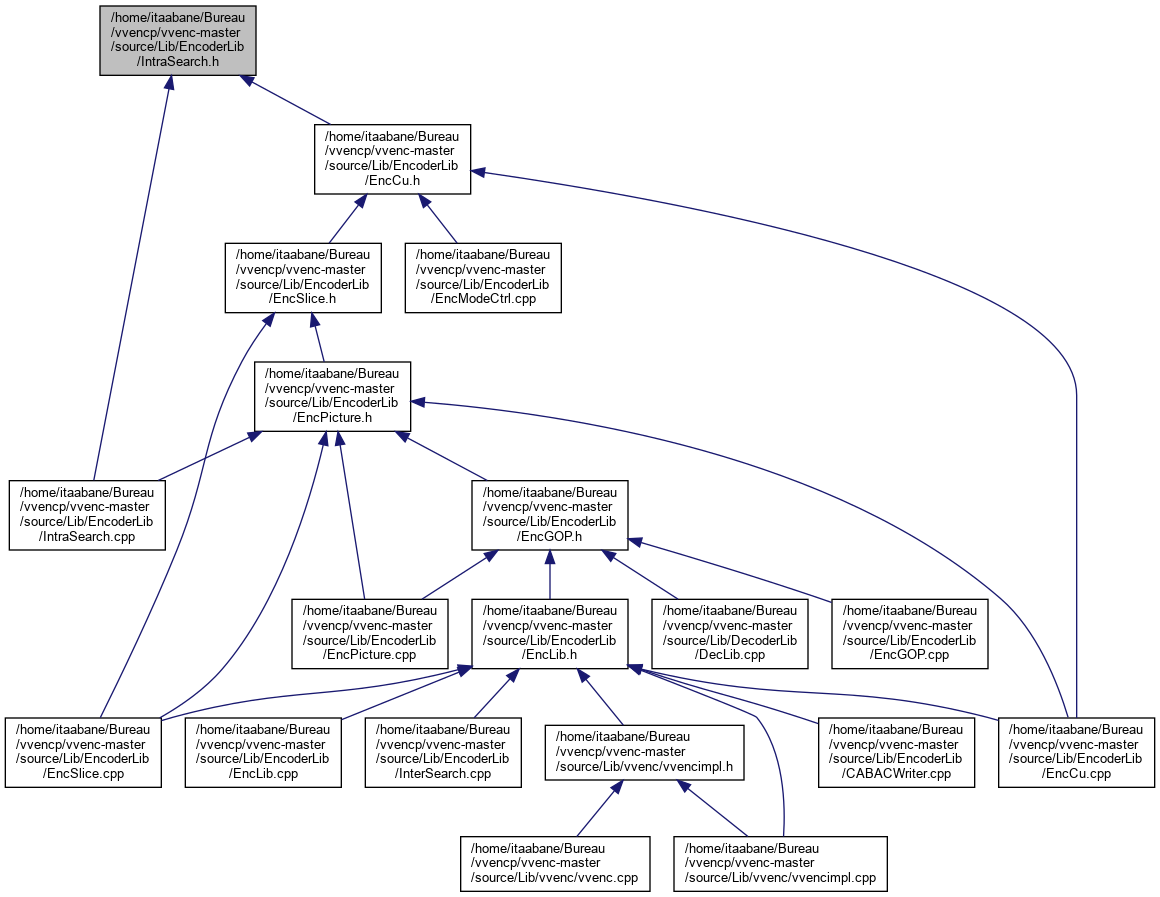 /home/itaabane/Bureau
/vvencp/vvenc-master
/source/Lib/EncoderLib
/IntraSearch.h
/home/itaabane/Bureau
/vvencp/vvenc-master
/source/Lib/EncoderLib
/EncCu.h
/home/itaabane/Bureau
/vvencp/vvenc-master
/source/Lib/EncoderLib
/EncSlice.h
/home/itaabane/Bureau
/vvencp/vvenc-master
/source/Lib/EncoderLib
/EncModeCtrl.cpp
/home/itaabane/Bureau
/vvencp/vvenc-master
/source/Lib/EncoderLib
/EncPicture.h
/home/itaabane/Bureau
/vvencp/vvenc-master
/source/Lib/EncoderLib
/IntraSearch.cpp
/home/itaabane/Bureau
/vvencp/vvenc-master
/source/Lib/EncoderLib
/EncGOP.h
/home/itaabane/Bureau
/vvencp/vvenc-master
/source/Lib/EncoderLib
/EncPicture.cpp
/home/itaabane/Bureau
/vvencp/vvenc-master
/source/Lib/EncoderLib
/EncLib.h
/home/itaabane/Bureau
/vvencp/vvenc-master
/source/Lib/DecoderLib
/DecLib.cpp
/home/itaabane/Bureau
/vvencp/vvenc-master
/source/Lib/EncoderLib
/EncGOP.cpp
/home/itaabane/Bureau
/vvencp/vvenc-master
/source/Lib/EncoderLib
/EncSlice.cpp
/home/itaabane/Bureau
/vvencp/vvenc-master
/source/Lib/EncoderLib
/EncLib.cpp
/home/itaabane/Bureau
/vvencp/vvenc-master
/source/Lib/EncoderLib
/InterSearch.cpp
/home/itaabane/Bureau
/vvencp/vvenc-master
/source/Lib/vvenc/vvencimpl.h
/home/itaabane/Bureau
/vvencp/vvenc-master
/source/Lib/EncoderLib
/CABACWriter.cpp
/home/itaabane/Bureau
/vvencp/vvenc-master
/source/Lib/EncoderLib
/EncCu.cpp
/home/itaabane/Bureau
/vvencp/vvenc-master
/source/Lib/vvenc/vvenc.cpp
/home/itaabane/Bureau
/vvencp/vvenc-master
/source/Lib/vvenc/vvencimpl.cpp